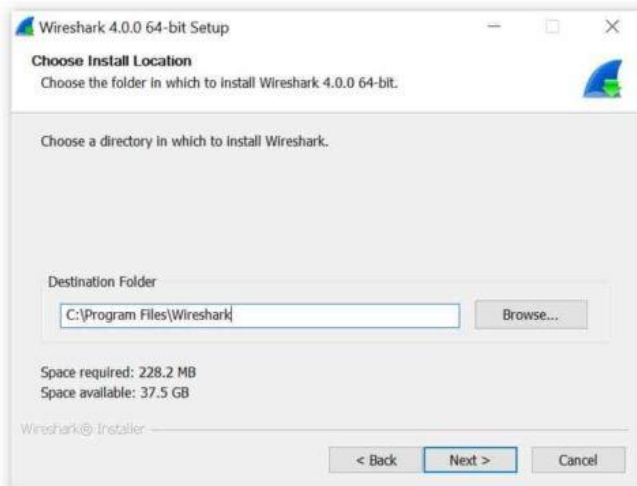 Wireshark 4.0.0 64-bit Setup
Choose Install Location
Choose the folder in which to install Wireshark 4.0.0 64-bit.
Choose a directory in which to install Wireshark.
Destination Folder
C:\Program Files\Wireshark
Browse...
Space required: 228.2 MB
Space available: 37.5 GB
Wireshark® Installer
< Back
Next >
Cancel